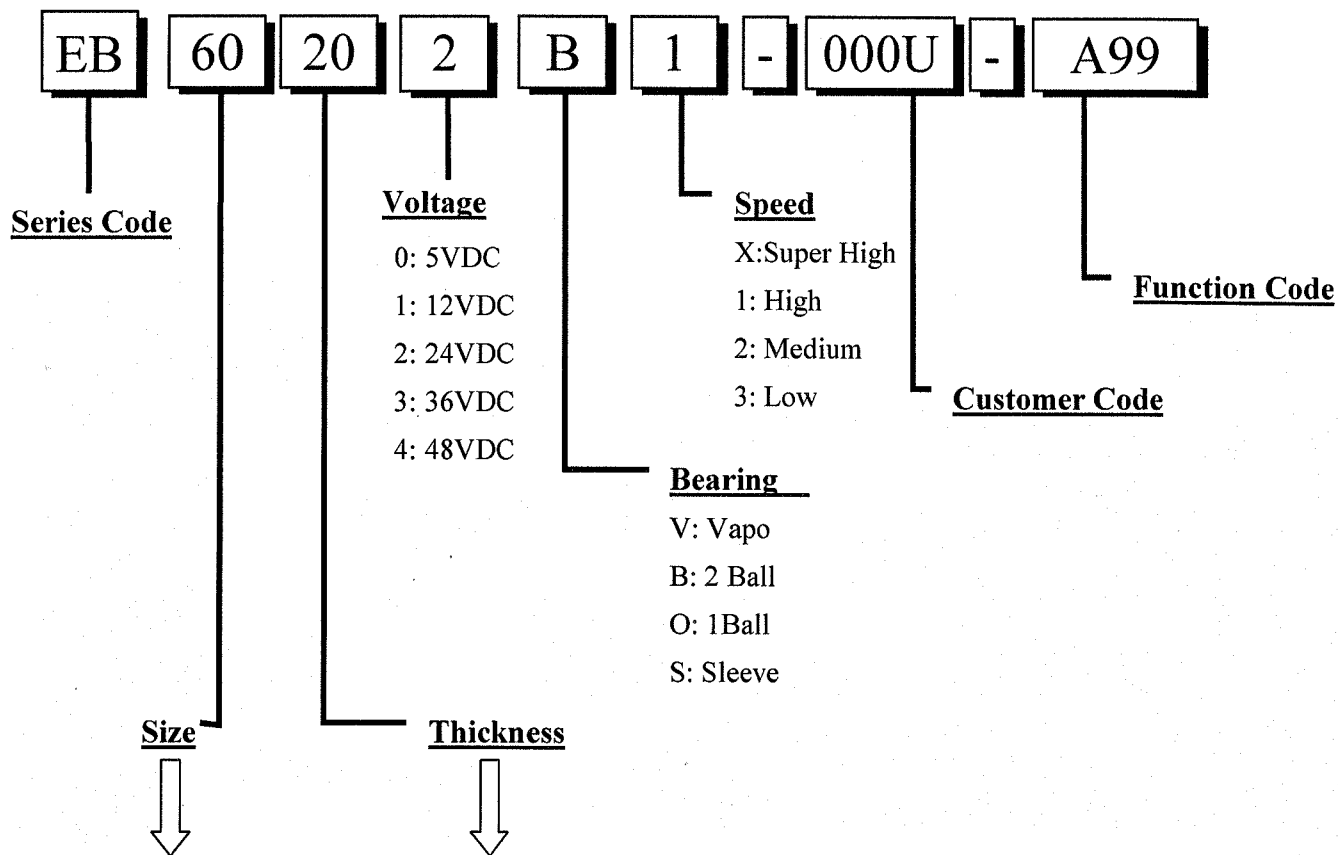 EB 60 20 2 B 1 - 000U - A99
Series Code
Voltage
0: 5VDC
1: 12VDC
2: 24VDC
3: 36VDC
4: 48VDC
Speed
X:Super High
1: High
2: Medium
3: Low
Function Code
Customer Code
Bearing
V: Vapo
B: 2 Ball
O: 1Ball
S: Sleeve
Size
Thickness